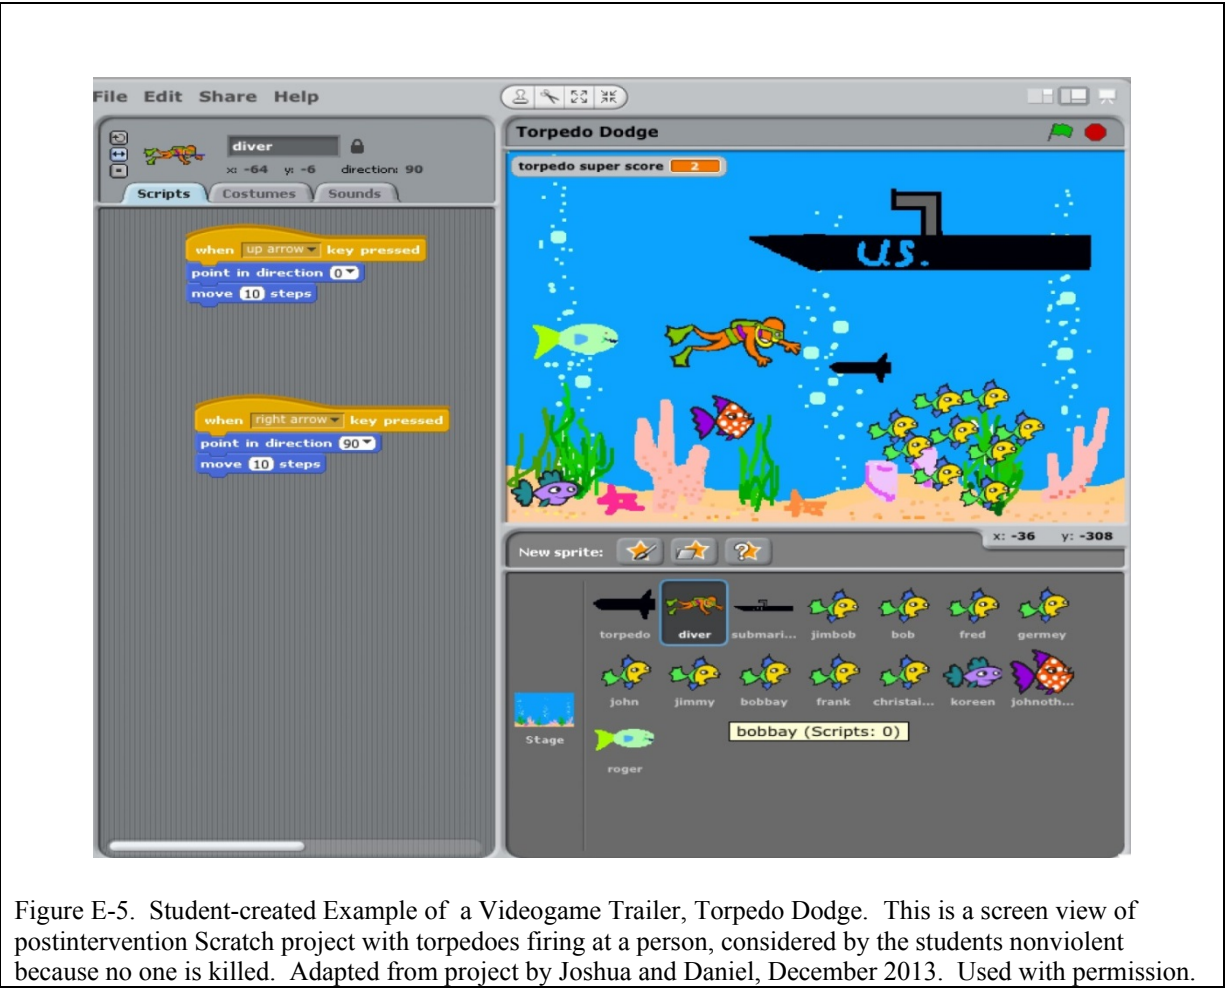 File Edit Share Help
diver
x: -64 y: -6 direction: 90
Scripts Costumes Sounds
when up arrow key pressed
point in direction 0
move 10 steps
when right arrow key pressed
point in direction 90
move 10 steps
Torpedo Dodge
torpedo super score 2
U.S.
x: -36 y: -308
New sprite:
torpedo diver submari... jimbob bob fred germey
john jimmy bobbay frank christai... koreen johnoth...
bobbay (Scripts: 0)
Stage
roger
Figure E-5. Student-created Example of a Videogame Trailer, Torpedo Dodge. This is a screen view of
postintervention Scratch project with torpedoes firing at a person, considered by the students nonviolent
because no one is killed. Adapted from project by Joshua and Daniel, December 2013. Used with permission.